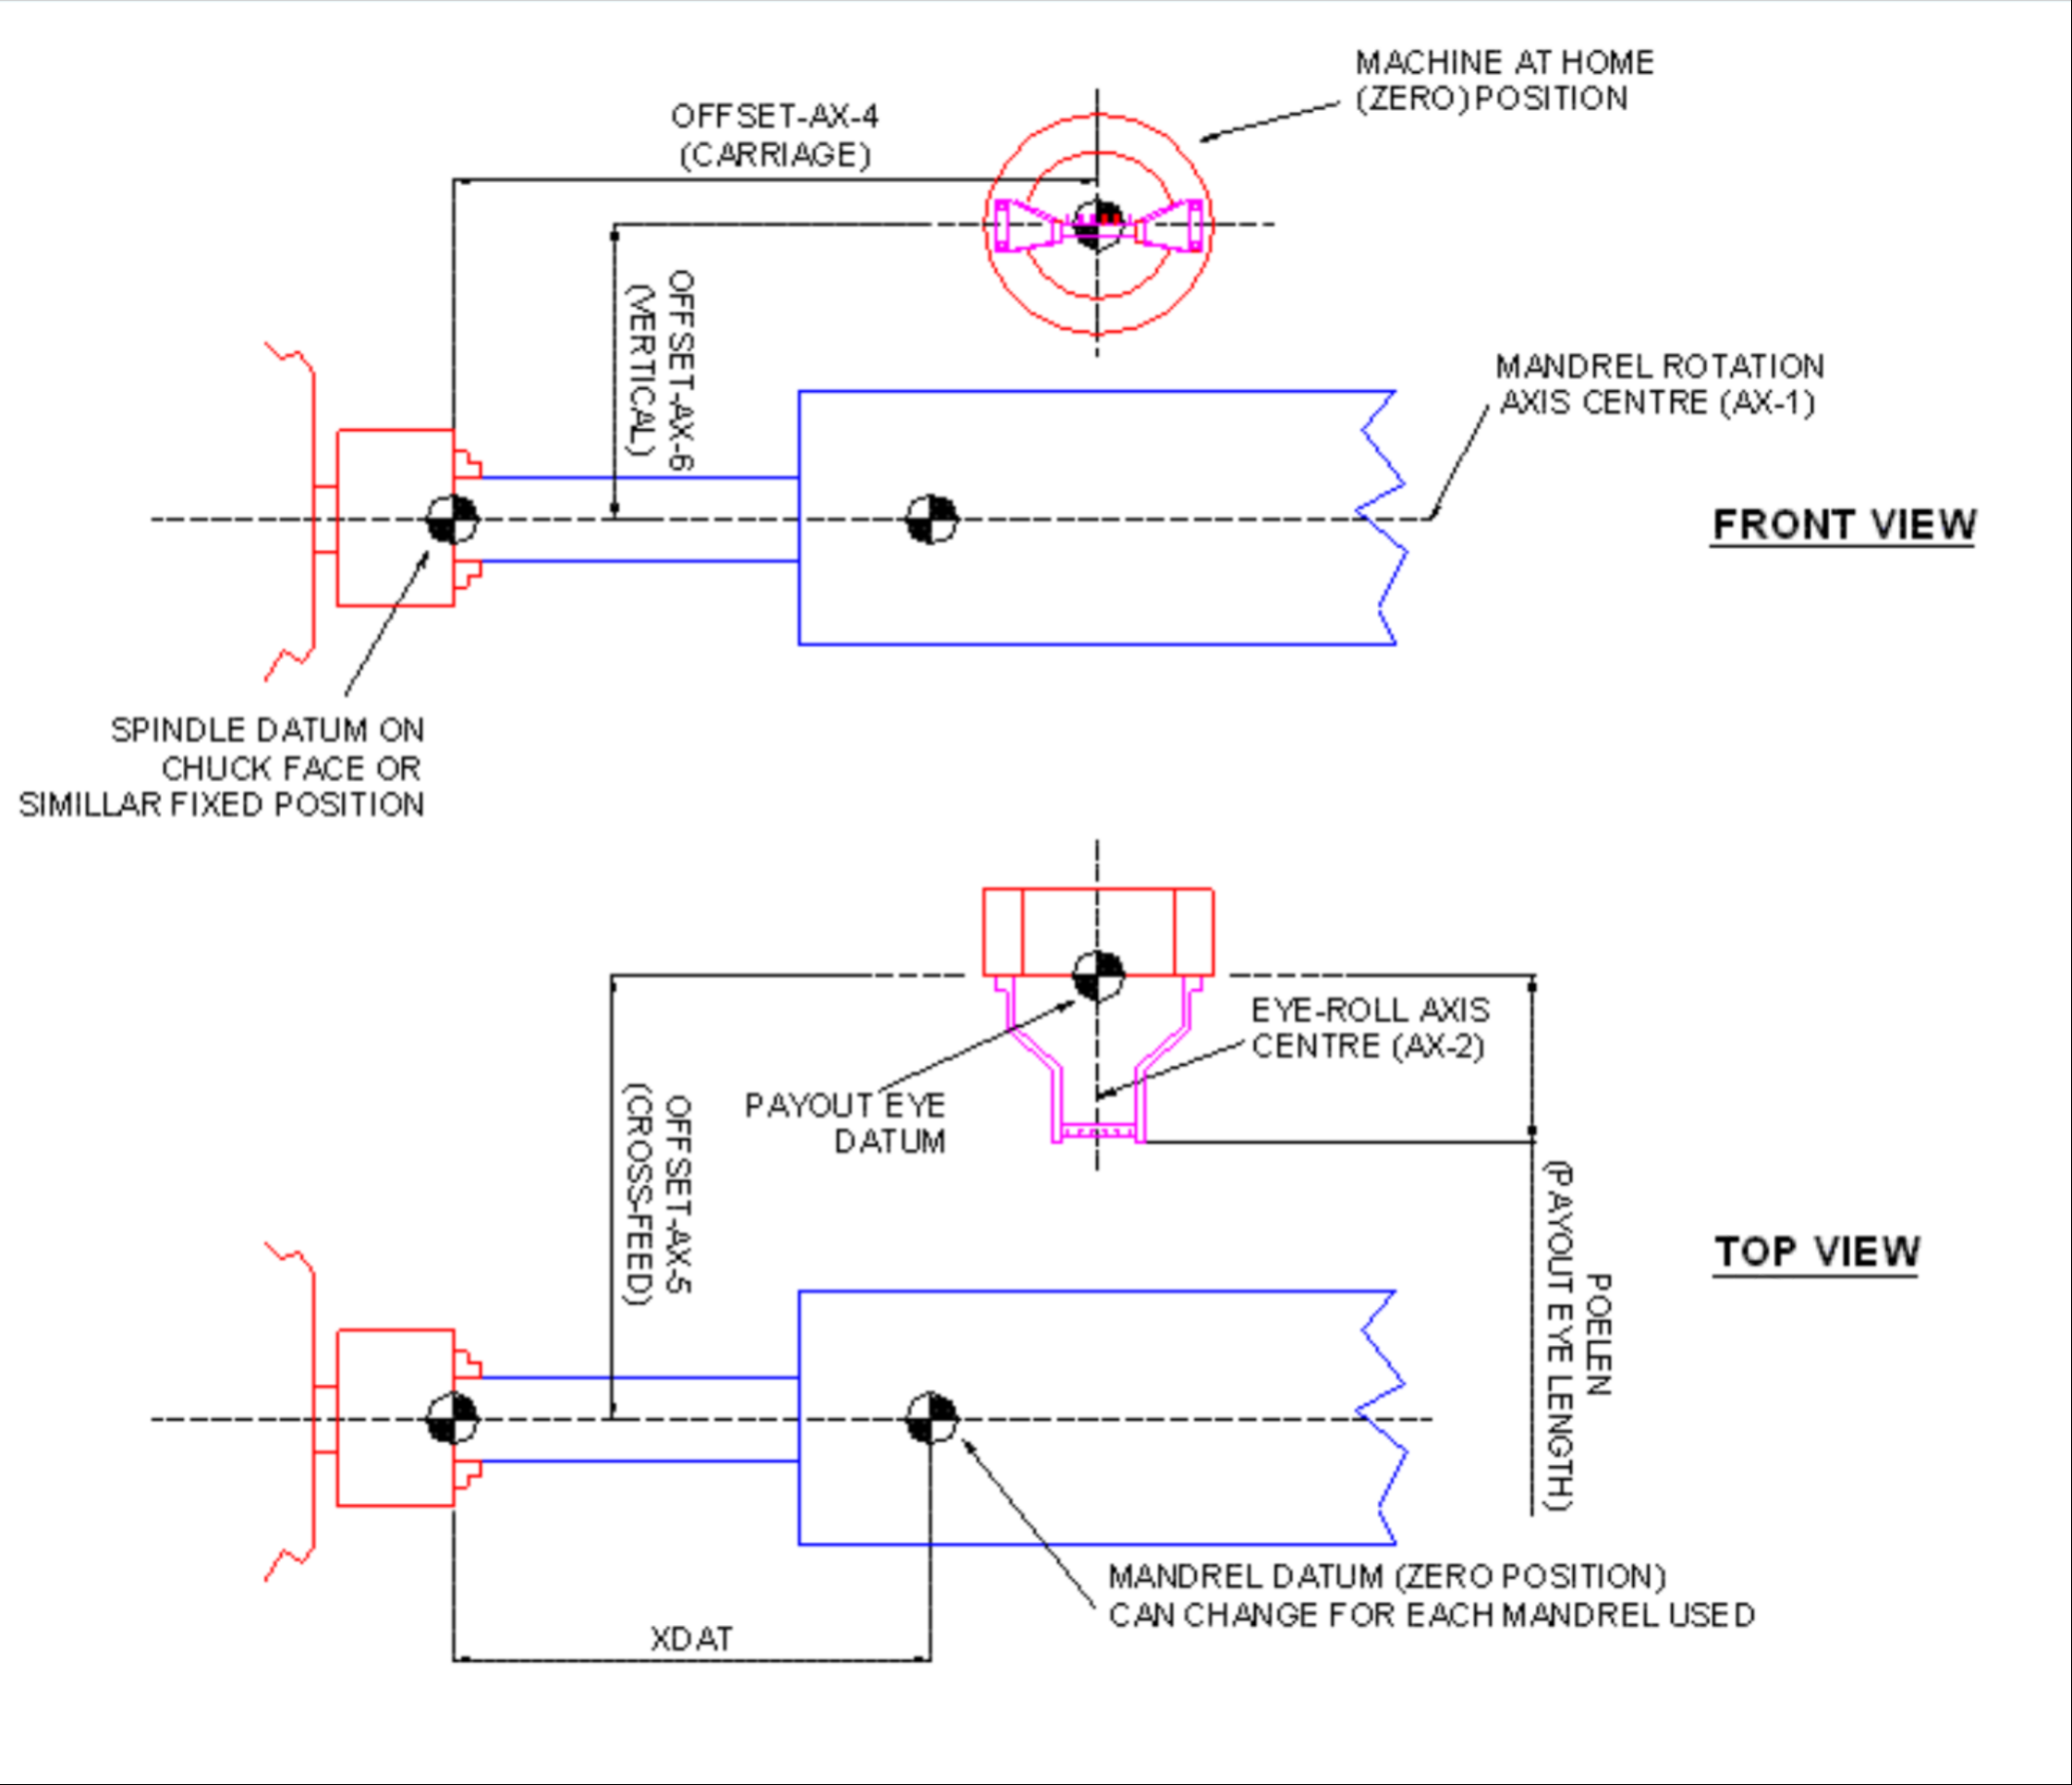 MACHINE AT HOME
(ZERO) POSITION
OFFSET-AX-4
(CARRIAGE)
OFFSET-AX-6
(VERTICAL)
MANDREL ROTATION
AXIS CENTRE (AX-1)
FRONT VIEW
SPINDLE DATUM ON
CHUCK FACE OR
SIMILLAR FIXED POSITION
EYE-ROLL AXIS
CENTRE (AX-2)
PAYOUT EYE
DATUM
OFFSET-AX-5
(CROSS-FEED)
POELEN
(PAYOUT EYE LENGTH)
TOP VIEW
MANDREL DATUM (ZERO POSITION)
CAN CHANGE FOR EACH MANDREL USED
XDAT